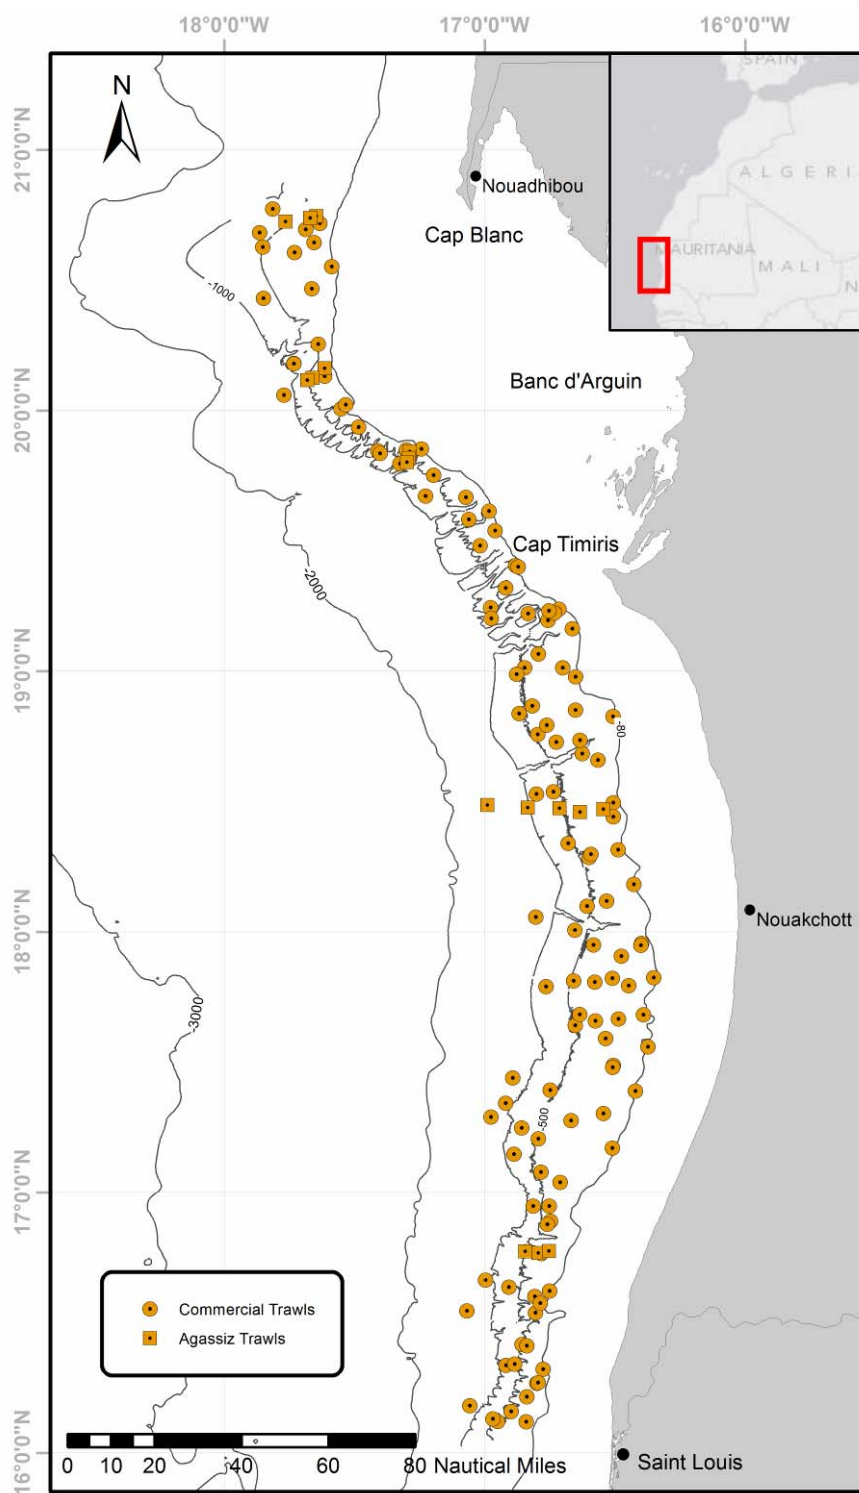 18°0'0"W
17°0'0"W
16°0'0"W
SPAIN
N
21°0'0"N
ALGERI
Nouadhibou
Cap Blanc
MAURITANIA
MALI
N
-1000
Banc d'Arguin
20°0'0"N
Cap Timiris
-2000
19°0'0"N
-80
Nouakchott
18°0'0"N
-3000
-500
17°0'0"N
Commercial Trawls
Agassiz Trawls
16°0'0"N
0 10 20 40 60 80 Nautical Miles
Saint Louis